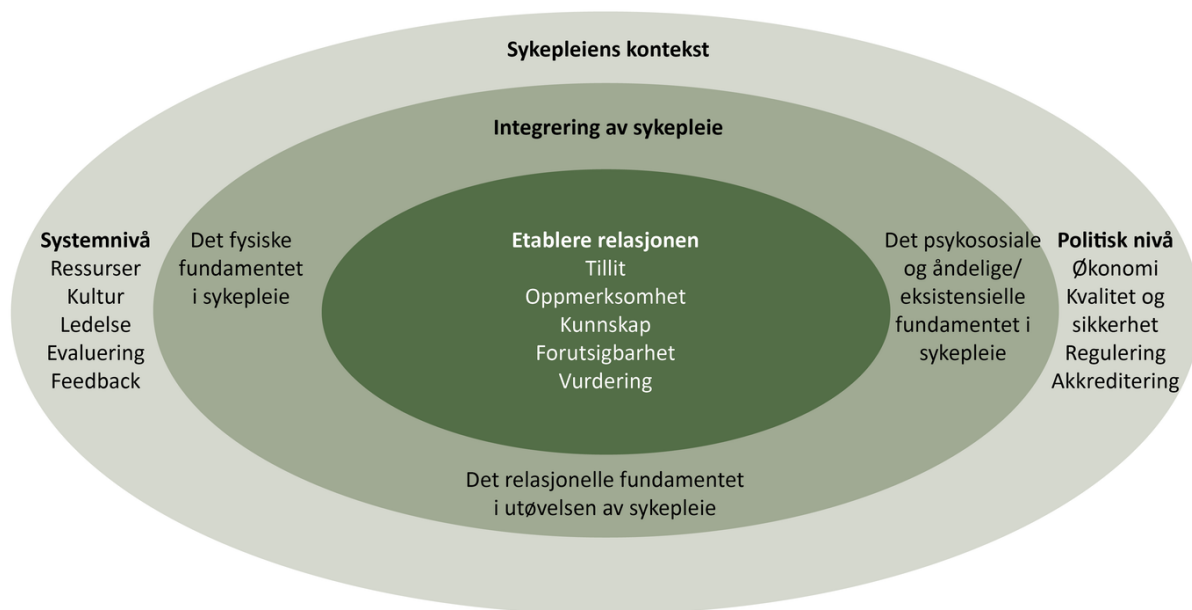 Sykepleiens kontekst
Integrering av sykepleie
Systemnivå
Ressurser
Kultur
Ledelse
Evaluering
Feedback
Det fysiske
fundamentet
i sykepleie
Etablere relasjonen
Tillit
Oppmerksomhet
Kunnskap
Forutsigbarhet
Vurdering
Det psykososiale
og åndelige/
eksistensielle
fundamentet i
sykepleie
Politisk nivå
Økonomi
Kvalitet og
sikkerhet
Regulering
Akkreditering
Det relasjonelle fundamentet
i utøvelsen av sykepleie